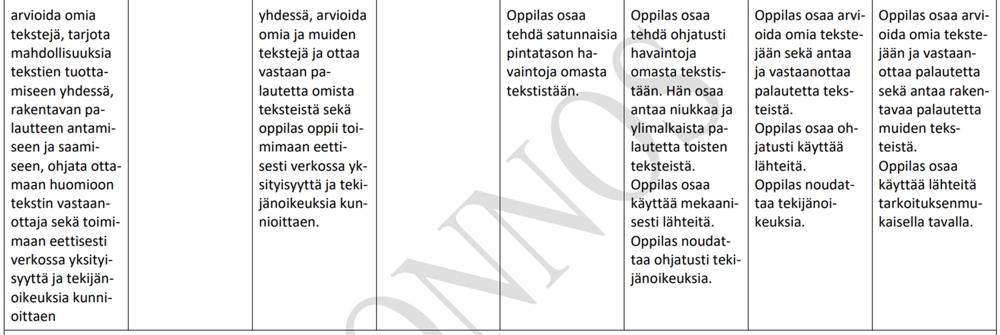 arvioida omia
tekstejä, tarjota
mahdollisuuksia
tekstien tuotta-
miseen yhdessä,
rakentavan pa-
lautteen antami-
seen ja saami-
seen, ohjata otta-
maan huomioon
tekstin vastaan-
ottaja sekä toimi-
maan eettisesti
verkossa yksityi-
syyttä ja tekijän-
oikeuksia kunni-
oittaen
yhdessä, arvioida
omia ja muiden
tekstejä ja ottaa
vastaan pa-
lautetta omista
teksteistä sekä
oppilas oppii toi-
mimaan eetti-
sesti verkossa yk-
sityisyyttä ja teki-
jänoikeuksia kun-
nioittaen.
Oppilas osaa
tehdä satunnaisia
pintatason ha-
vaintoja omasta
tekstistään.
Oppilas osaa
tehdä ohjatusti
havaintoja
omasta tekstis-
tään. Hän osaa
antaa niukkaa ja
ylimalkaista pa-
lautetta toisten
teksteistä.
Oppilas osaa
käyttää mekaani-
sesti lähteitä.
Oppilas noudat-
taa ohjatusti teki-
jänoikeuksia.
Oppilas osaa arvi-
oida omia tekste-
jään sekä antaa
ja vastaanottaa
palautetta teks-
teistä.
Oppilas osaa oh-
jatusti käyttää
lähteitä.
Oppilas noudat-
taa tekijänoi-
keuksia.
Oppilas osaa arvi-
oida omia tekste-
jään ja vastaan-
ottaa palautetta
sekä antaa raken-
tavaa palautetta
muiden teks-
teistä.
Oppilas osaa
käyttää lähteitä
tarkoituksenmu-
kaisella tavalla.
ONNOS